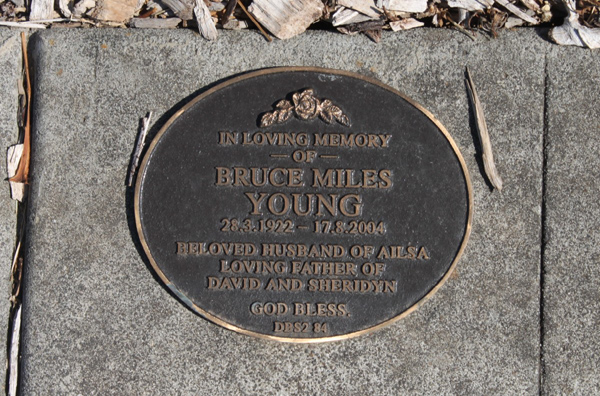 IN LOVING MEMORY
— OF —
BRUCE MILES
YOUNG
28.3.1922 – 17.8.2004
BELOVED HUSBAND OF AILSA
LOVING FATHER OF
DAVID AND SHERIDYN
GOD BLESS.
DBS2 84